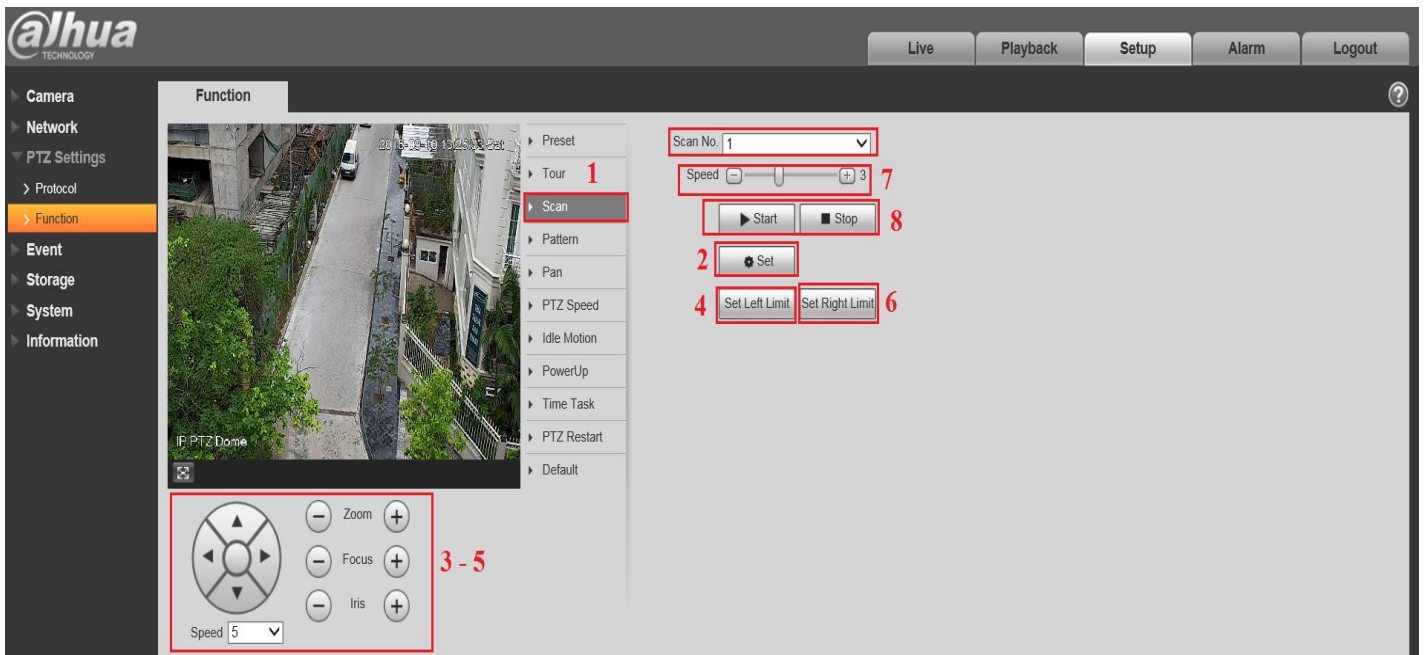 alhua
TECHNOLOGY
Live Playback Setup Alarm Logout
Camera
Network
PTZ Settings
Protocol
Function
Event
Storage
System
Information
Function
?
IP PTZ Dome
Preset
Tour 1
Scan
Pattern
Pan
PTZ Speed
Idle Motion
PowerUp
Time Task
PTZ Restart
Default
Scan No. 1
Speed 3 7
Start Stop 8
2 Set
4 Set Left Limit Set Right Limit 6
Zoom
Focus
Iris
3 - 5
Speed 5